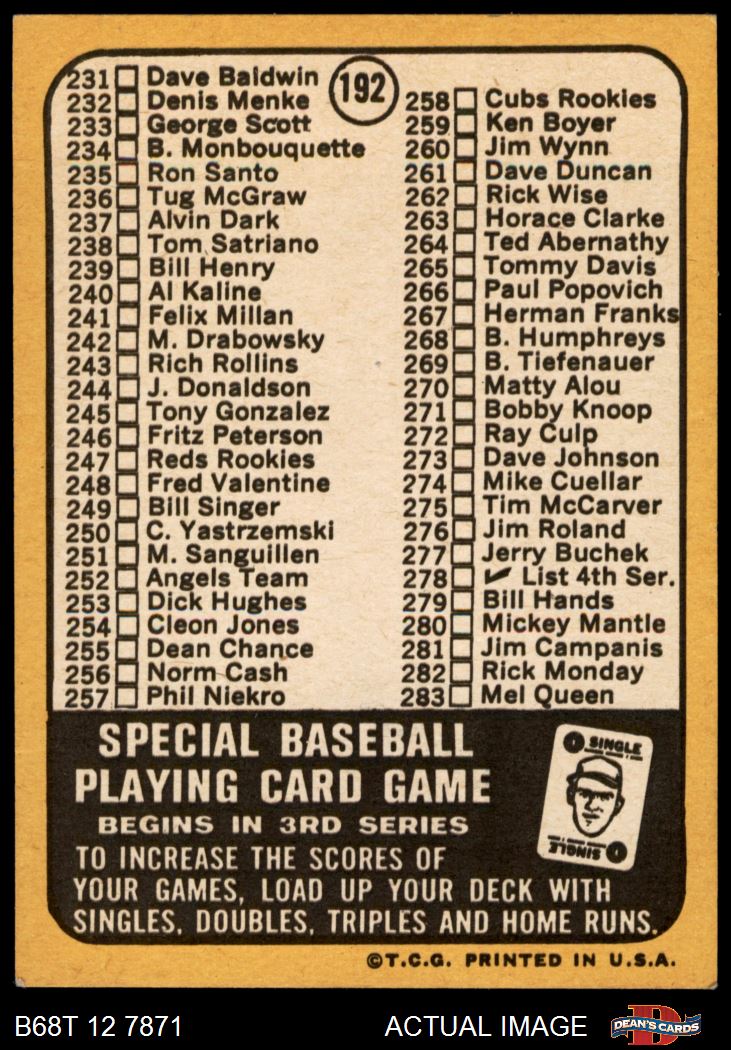 192
231 Dave Baldwin
232 Denis Menke
233 George Scott
234 B. Monbouquette
235 Ron Santo
236 Tug McGraw
237 Alvin Dark
238 Tom Satriano
239 Bill Henry
240 Al Kaline
241 Felix Millan
242 M. Drabowsky
243 Rich Rollins
244 J. Donaldson
245 Tony Gonzalez
246 Fritz Peterson
247 Reds Rookies
248 Fred Valentine
249 Bill Singer
250 C. Yastrzemski
251 M. Sanguillen
252 Angels Team
253 Dick Hughes
254 Cleon Jones
255 Dean Chance
256 Norm Cash
257 Phil Niekro
258 Cubs Rookies
259 Ken Boyer
260 Jim Wynn
261 Dave Duncan
262 Rick Wise
263 Horace Clarke
264 Ted Abernathy
265 Tommy Davis
266 Paul Popovich
267 Herman Franks
268 B. Humphreys
269 B. Tiefenauer
270 Matty Alou
271 Bobby Knoop
272 Ray Culp
273 Dave Johnson
274 Mike Cuellar
275 Tim McCarver
276 Jim Roland
277 Jerry Buchek
278 ✓ List 4th Ser.
279 Bill Hands
280 Mickey Mantle
281 Jim Campanis
282 Rick Monday
283 Mel Queen
SPECIAL BASEBALL
PLAYING CARD GAME
BEGINS IN 3RD SERIES
TO INCREASE THE SCORES OF
YOUR GAMES, LOAD UP YOUR DECK WITH
SINGLES, DOUBLES, TRIPLES AND HOME RUNS.
SINGLE
SINGLE
©T.C.G. PRINTED IN U.S.A.
B68T 12 7871
ACTUAL IMAGE
D
DEAN'S CARDS